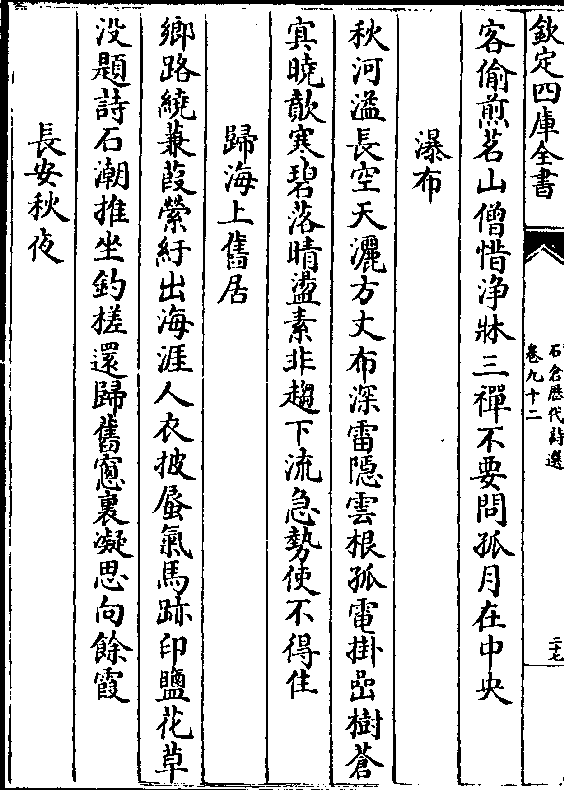 欽定四庫全書
石倉歴代詩選
卷九十二
二十七
客偷煎茗山僧惜浄牀三禪不要問孤月在中央
瀑布
秋河溢長空天灑方丈布深雷隱雲根孤電掛嵒樹蒼
寘曉欹寒碧落晴盪素非趨下流急勢使不得住
歸海上舊居
鄉路繞蒹葭縈紆出海涯人衣披蜃氣馬跡印鹽花草
没題詩石潮推坐釣槎還歸舊窻裏凝思向餘霞
長安秋夜